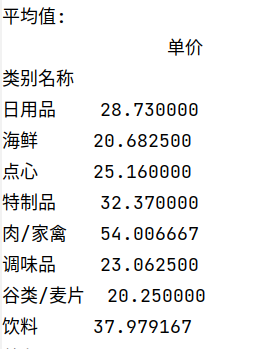 平均值:
单价
类别名称
日用品 28.730000
海鲜 20.682500
点心 25.160000
特制品 32.370000
肉/家禽 54.006667
调味品 23.062500
谷类/麦片 20.250000
饮料 37.979167